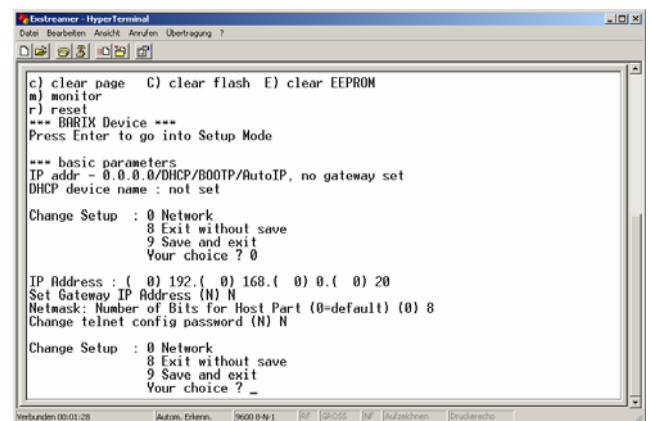 Exstreamer - HyperTerminal
Datei Bearbeiten Ansicht Anrufen Übertragung ?
c) clear page C) clear flash E) clear EEPROM
m) monitor
r) reset
*** BARIX Device ***
Press Enter to go into Setup Mode
*** basic parameters
IP addr - 0.0.0.0/DHCP/BOOTP/AutoIP, no gateway set
DHCP device name : not set
Change Setup : 0 Network
8 Exit without save
9 Save and exit
Your choice ? 0
IP Address : ( 0) 192.( 0) 168.( 0) 0.( 0) 20
Set Gateway IP Address (N) N
Netmask: Number of Bits for Host Part (0=default) (0) 8
Change telnet config password (N) N
Change Setup : 0 Network
8 Exit without save
9 Save and exit
Your choice ? _
Verbunden 00:01:28 Autom. Erkenn. 9600 8-N-1 RF GROSS NF Aufzeichnen Druckerecho